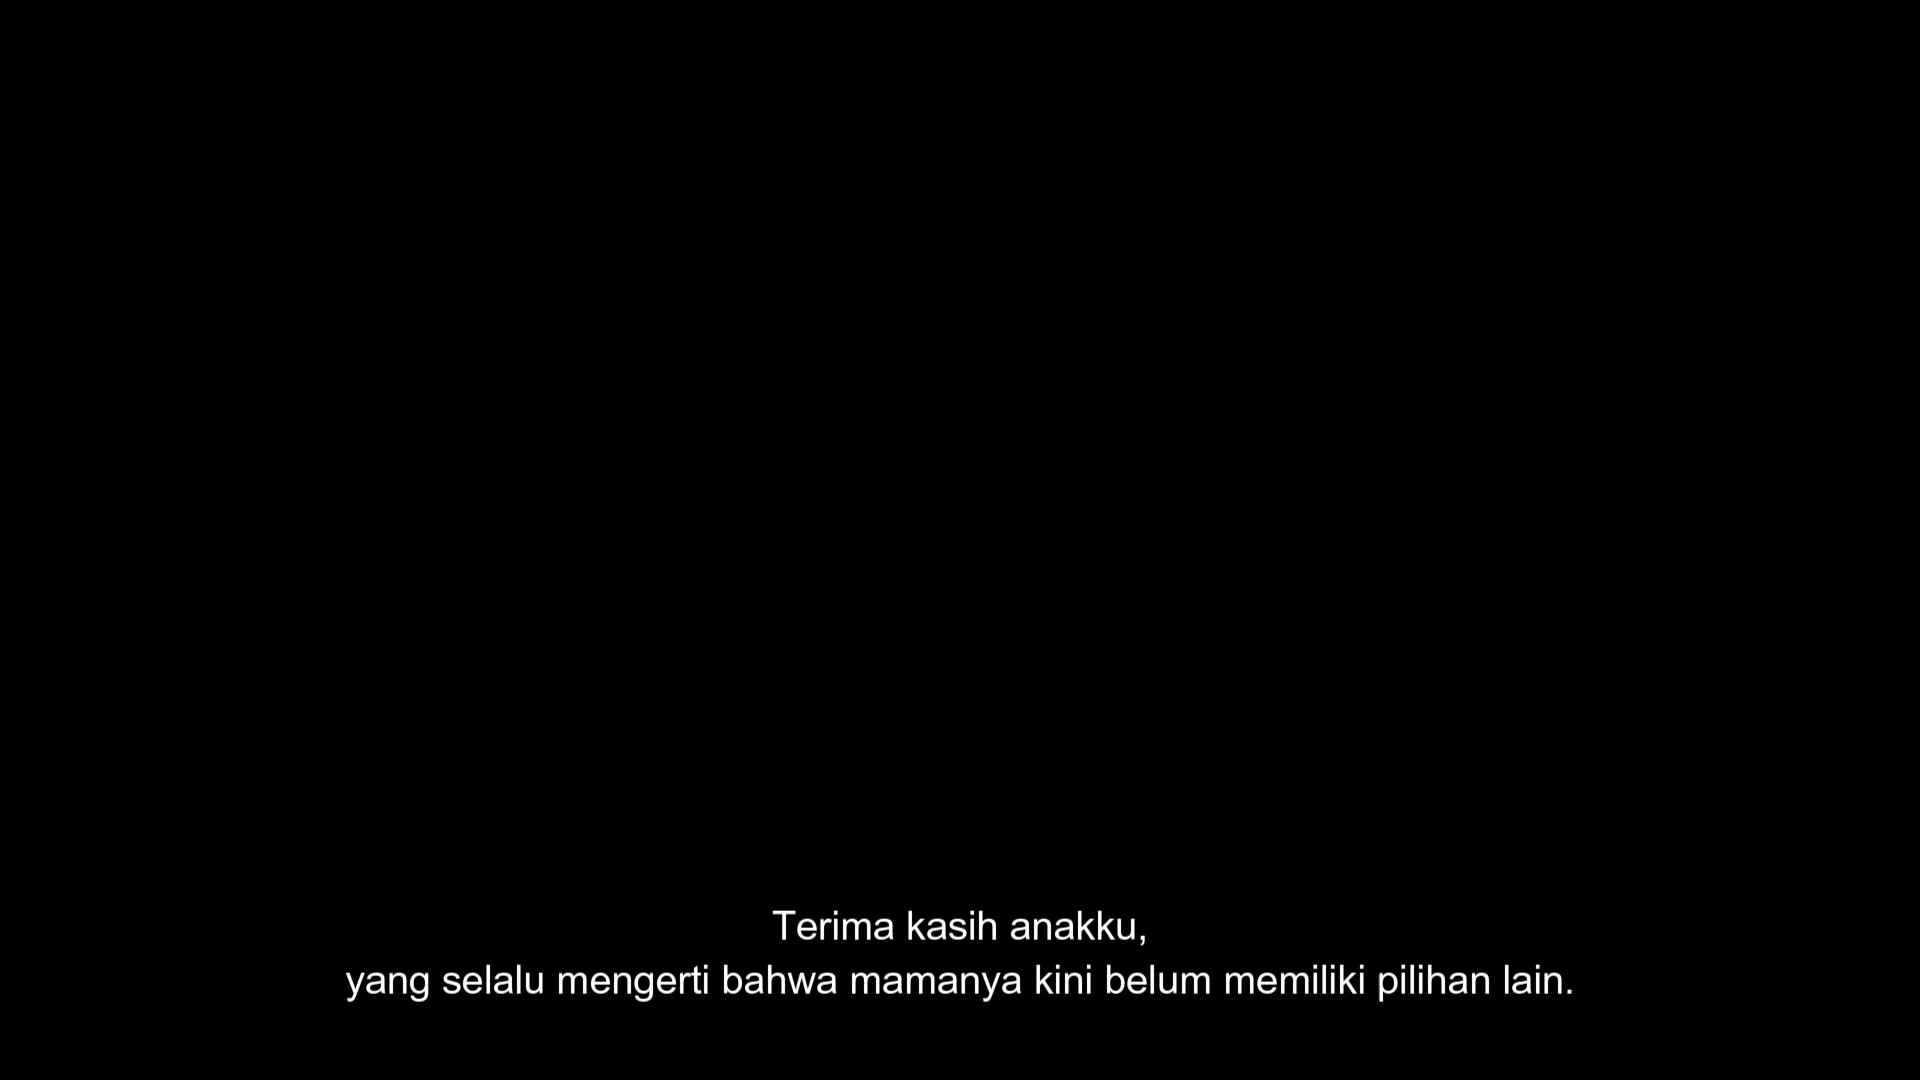 Terima kasih anakku,
yang selalu mengerti bahwa mamanya kini belum memiliki pilihan lain.